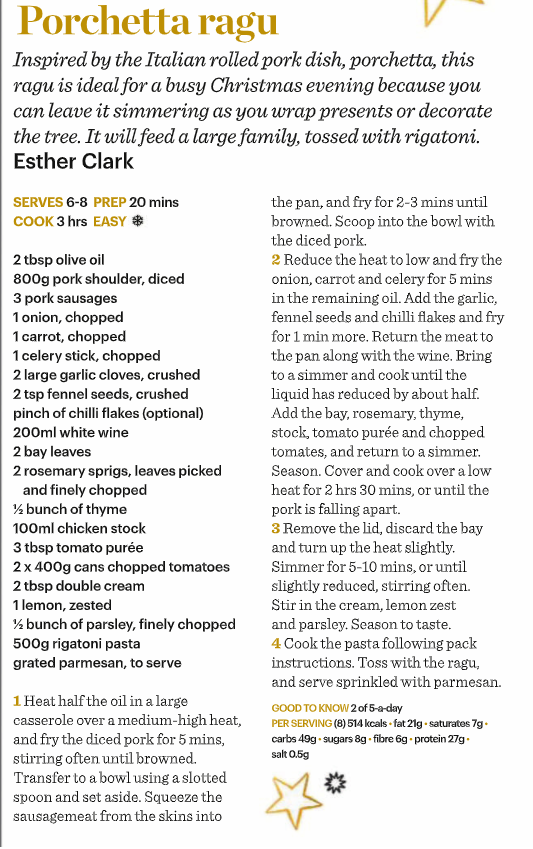 Porchetta ragu
Inspired by the Italian rolled pork dish, porchetta, this
ragu is ideal for a busy Christmas evening because you
can leave it simmering as you wrap presents or decorate
the tree. It will feed a large family, tossed with rigatoni.
Esther Clark
SERVES 6-8 PREP 20 mins
COOK 3 hrs EASY
2 tbsp olive oil
800g pork shoulder, diced
3 pork sausages
1 onion, chopped
1 carrot, chopped
1 celery stick, chopped
2 large garlic cloves, crushed
2 tsp fennel seeds, crushed
pinch of chilli flakes (optional)
200ml white wine
2 bay leaves
2 rosemary sprigs, leaves picked
and finely chopped
½ bunch of thyme
100ml chicken stock
3 tbsp tomato purée
2 x 400g cans chopped tomatoes
2 tbsp double cream
1 lemon, zested
½ bunch of parsley, finely chopped
500g rigatoni pasta
grated parmesan, to serve
1 Heat half the oil in a large
casserole over a medium-high heat,
and fry the diced pork for 5 mins,
stirring often until browned.
Transfer to a bowl using a slotted
spoon and set aside. Squeeze the
sausagemeat from the skins into
the pan, and fry for 2-3 mins until
browned. Scoop into the bowl with
the diced pork.
2 Reduce the heat to low and fry the
onion, carrot and celery for 5 mins
in the remaining oil. Add the garlic,
fennel seeds and chilli flakes and fry
for 1 min more. Return the meat to
the pan along with the wine. Bring
to a simmer and cook until the
liquid has reduced by about half.
Add the bay, rosemary, thyme,
stock, tomato purée and chopped
tomatoes, and return to a simmer.
Season. Cover and cook over a low
heat for 2 hrs 30 mins, or until the
pork is falling apart.
3 Remove the lid, discard the bay
and turn up the heat slightly.
Simmer for 5-10 mins, or until
slightly reduced, stirring often.
Stir in the cream, lemon zest
and parsley. Season to taste.
4 Cook the pasta following pack
instructions. Toss with the ragu,
and serve sprinkled with parmesan.
GOOD TO KNOW 2 of 5-a-day
PER SERVING (8) 514 kcals • fat 21g • saturates 7g •
carbs 49g • sugars 8g • fibre 6g • protein 27g •
salt 0.5g